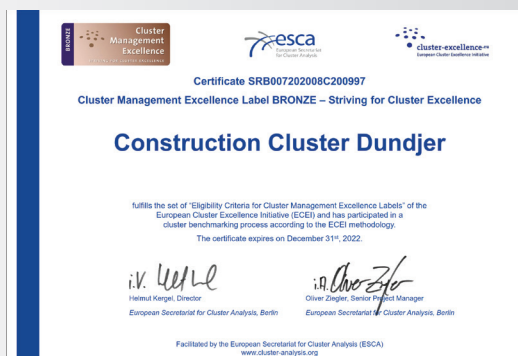 BRONZE
Cluster
Management
Excellence
STRIVING FOR CLUSTER EXCELLENCE
esca
European Secretariat
for Cluster Analysis
cluster-excellence.eu
European Cluster Excellence Initiative
Certificate SRB007202008C200997
Cluster Management Excellence Label BRONZE – Striving for Cluster Excellence
Construction Cluster Dundjer
fulfills the set of "Eligibility Criteria for Cluster Management Excellence Labels" of the
European Cluster Excellence Initiative (ECEI) and has participated in a
cluster benchmarking process according to the ECEI methodology.
The certificate expires on December 31st, 2022.
i.V.
i.A.
Helmut Kergel, Director
Oliver Ziegler, Senior Project Manager
European Secretariat for Cluster Analysis, Berlin
European Secretariat for Cluster Analysis, Berlin
Facilitated by the European Secretariat for Cluster Analysis (ESCA)
www.cluster-analysis.org